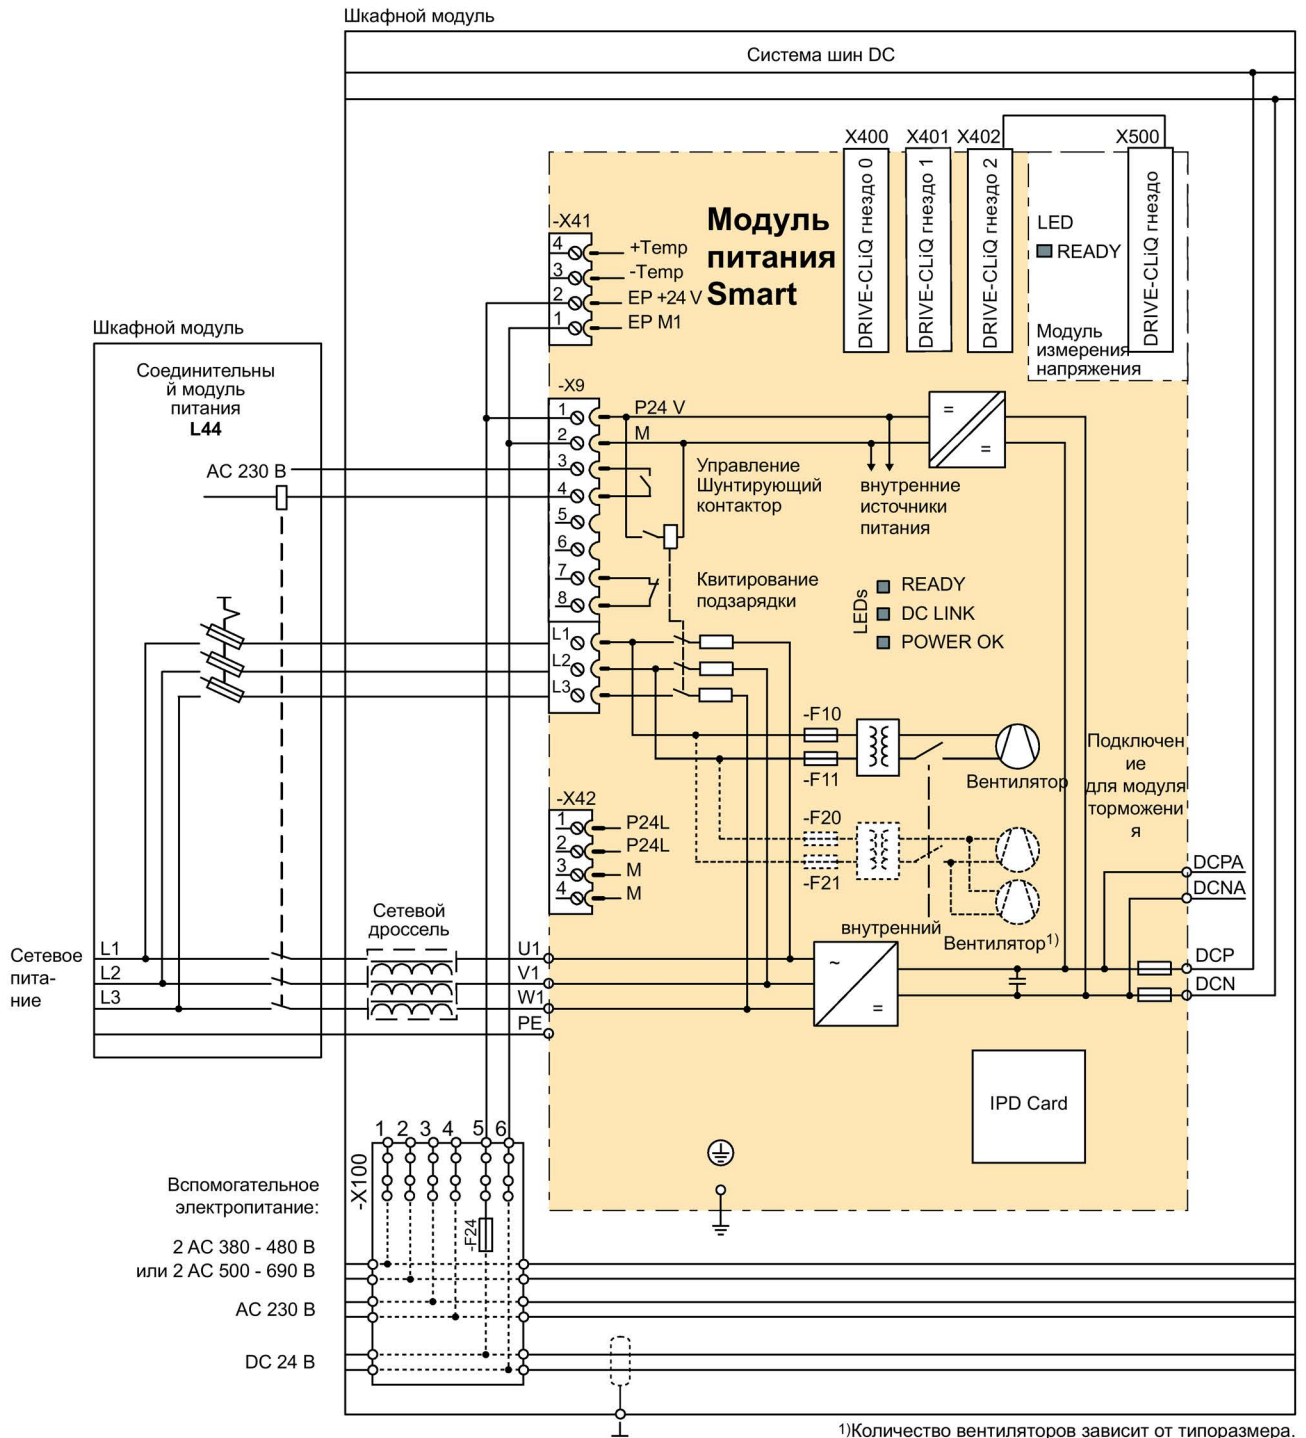 Шкафной модуль
Система шин DC
X400
X401
X402
X500
DRIVE-CLiQ гнездо 0
DRIVE-CLiQ гнездо 1
DRIVE-CLiQ гнездо 2
DRIVE-CLiQ гнездо
LED
READY
Модуль
измерения
напряжения
Модуль
питания
Smart
-X41
4 +Temp
3 -Temp
2 EP +24 V
1 EP M1
Шкафной модуль
Соединительны
й модуль
питания
L44
AC 230 В
-X9
1 P24 V
2 M
3
4
5
6
7
8
L1
L2
L3
=
=
Управление
Шунтирующий
контактор
внутренние
источники
питания
Квитирование
подзарядки
LEDs
READY
DC LINK
POWER OK
-F10
-F11
Вентилятор
Подключен
ие
для модуля
торможени
я
-X42
1 P24L
2 P24L
3 M
4 M
-F20
-F21
внутренний
Вентилятор1)
DCPA
DCNA
DCP
DCN
Сетевой
дроссель
Сетевое
пита-
ние
L1
L2
L3
U1
V1
W1
PE
~
=
IPD Card
1 2 3 4 5 6
-X100
-F24
Вспомогательное
электропитание:
2 AC 380 - 480 В
или 2 AC 500 - 690 В
AC 230 В
DC 24 В
1)Количество вентиляторов зависит от типоразмера.